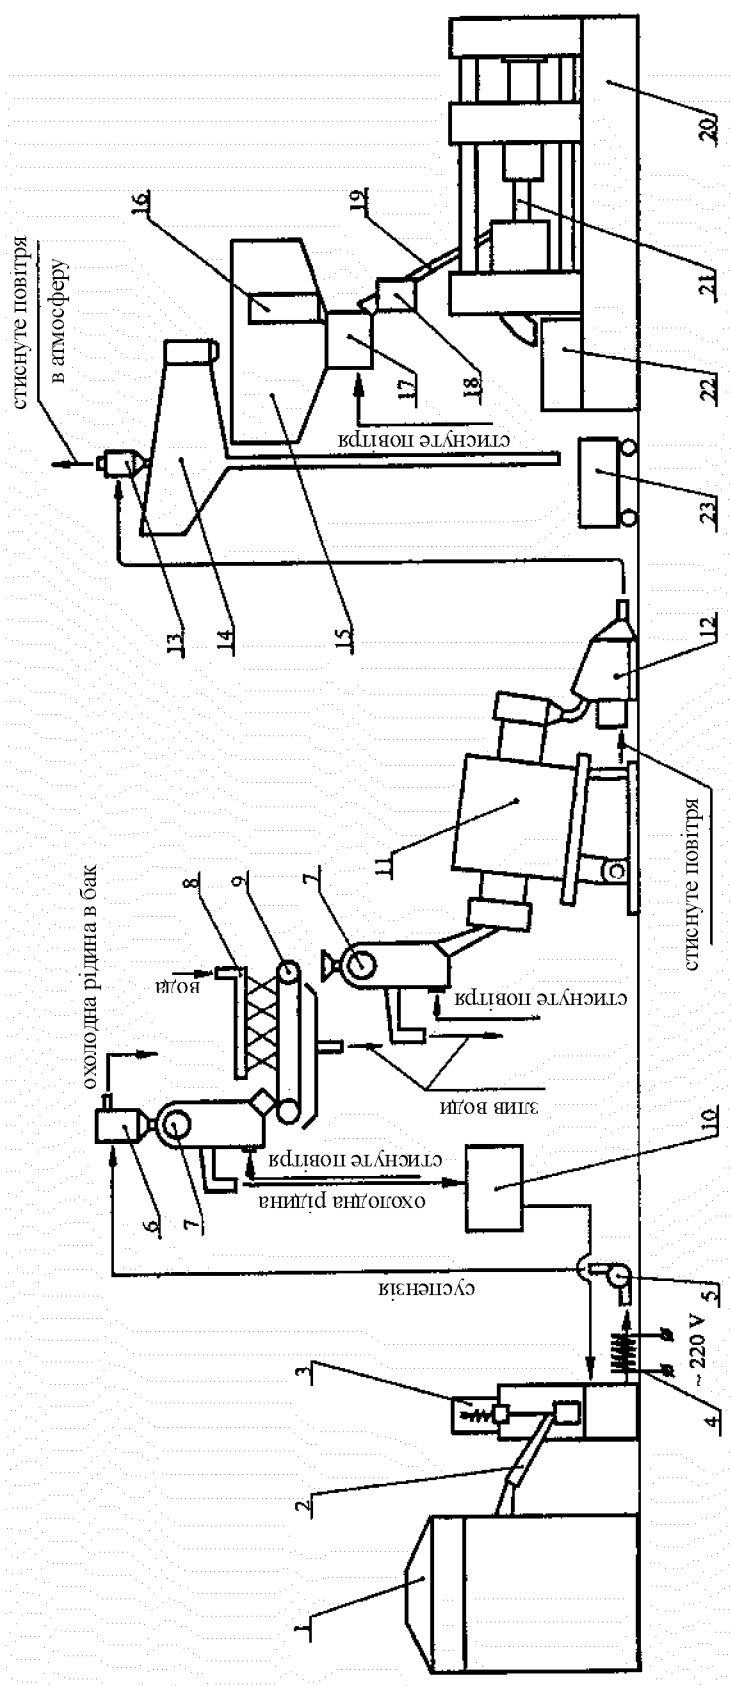 стиснуте повітря
в атмосферу
охолодна рідина в бак
вода
стиснуте повітря
охолодна рідина
суспензія
злив води
стиснуте повітря
стиснуте повітря
стиснуте повітря
~ 220 V
1
2
3
4
5
6
7
8
9
7
10
11
12
13
14
15
16
17
18
19
20
21
22
23